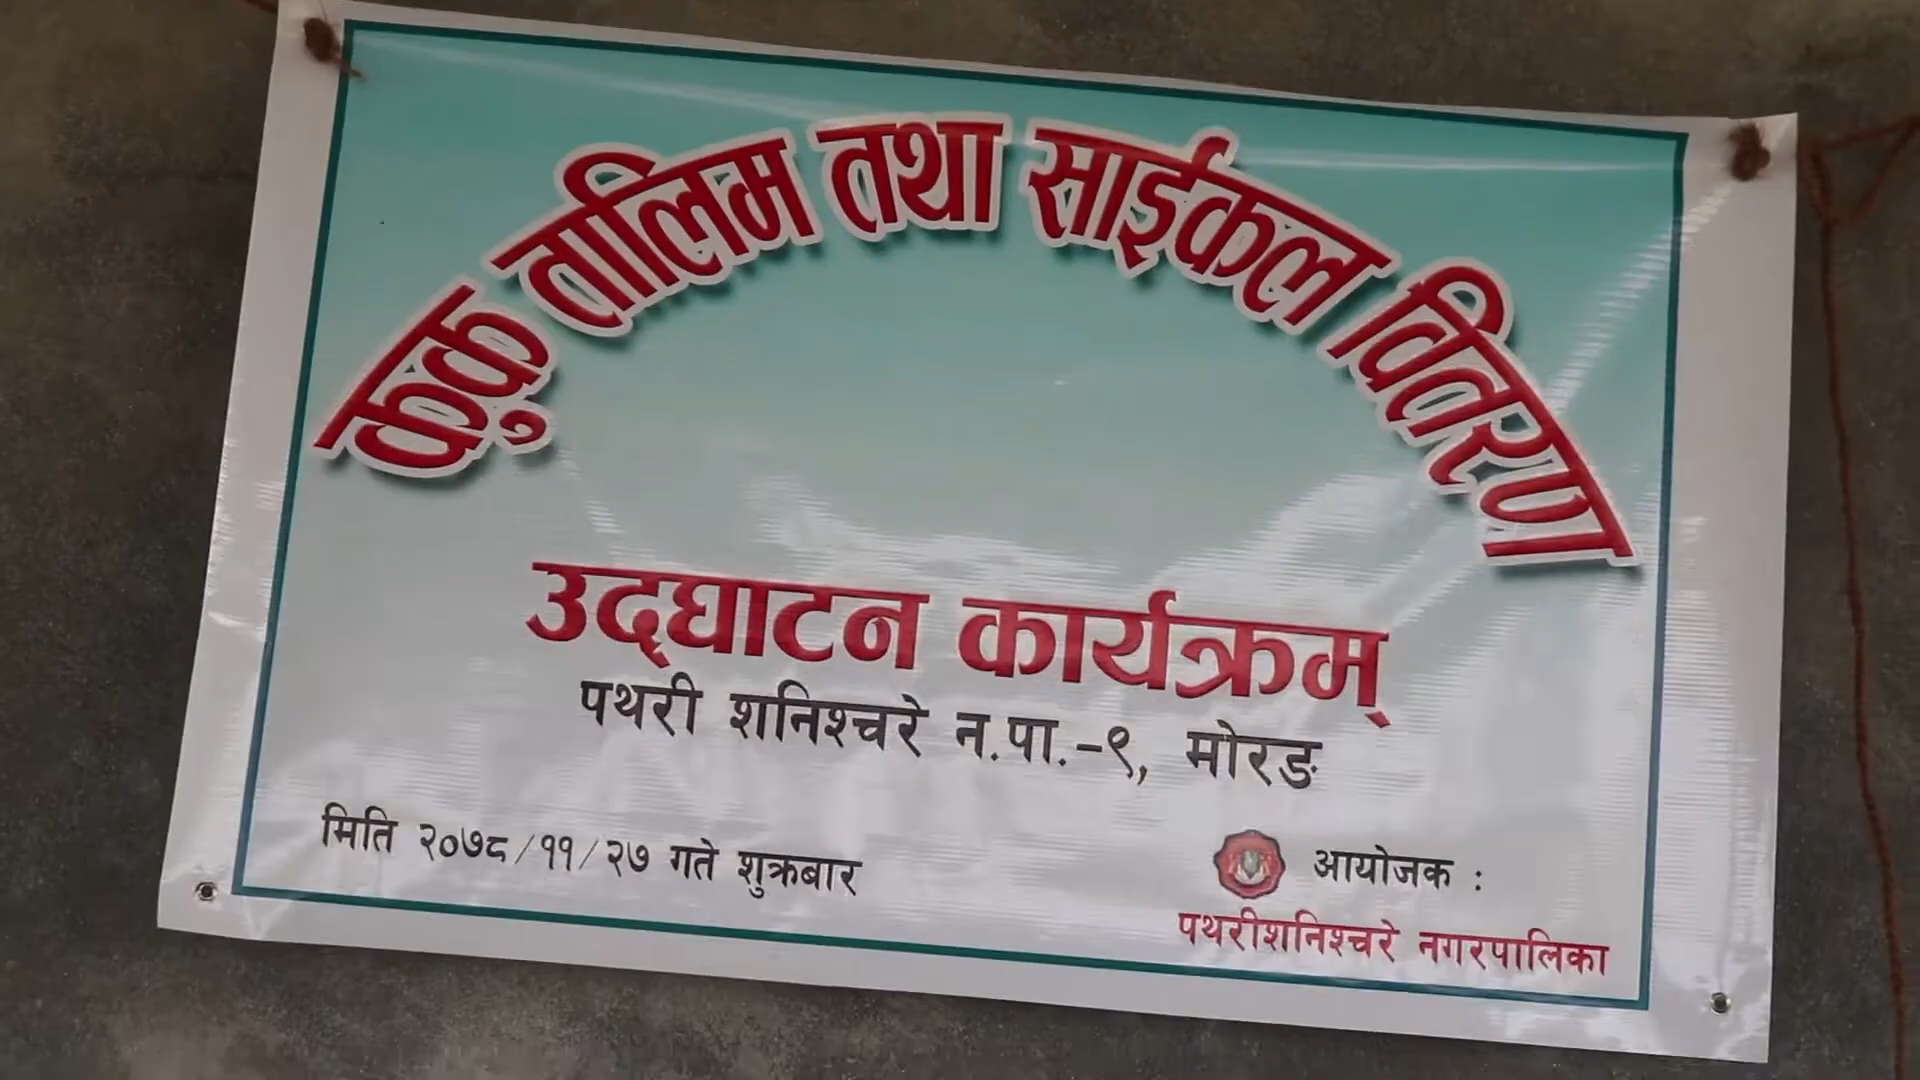 कुक तालिम तथा साईकल वितरण
उद्‌घाटन कार्यक्रम्
पथरी शनिश्चरे न.पा.-९, मोरङ
मिति २०७८/११/२७ गते शुक्रबार
आयोजक :
पथरीशनिश्चरे नगरपालिका